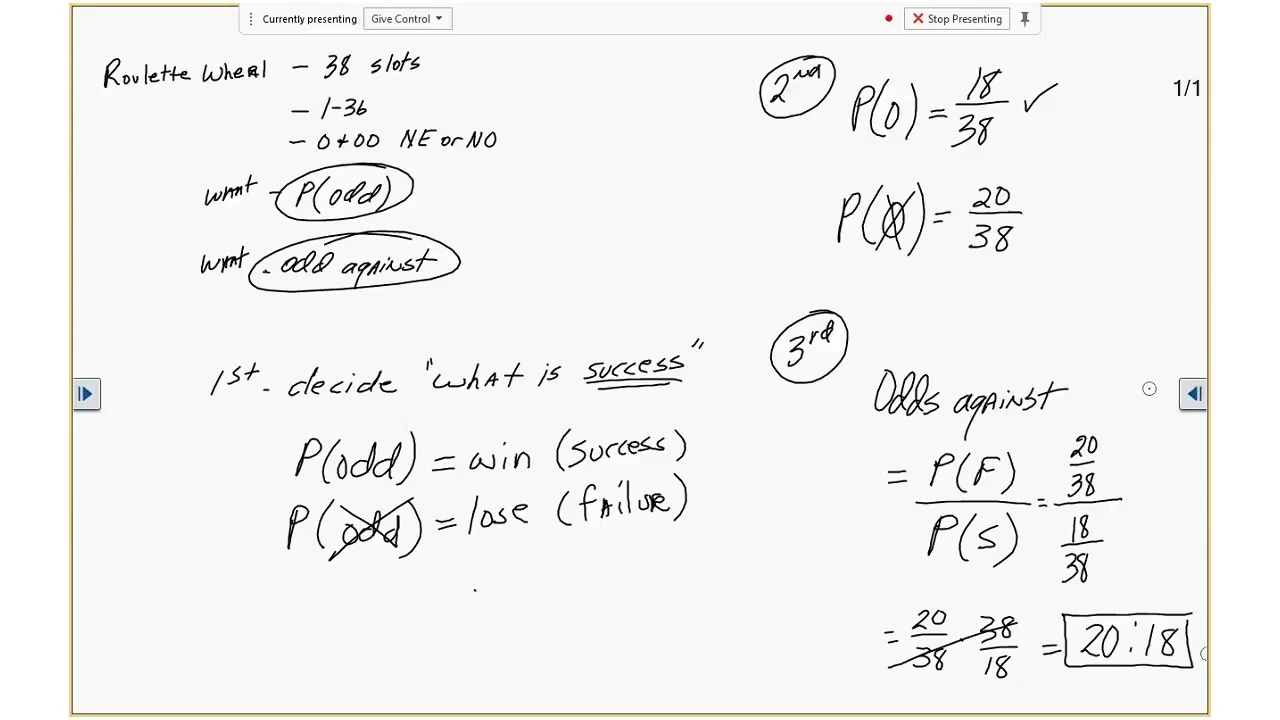 Currently presenting Give Control Stop Presenting
Roulette Wheel - 38 slots
- 1-36
- 0+00 NE or NO
want - P(odd)
want - odd against
1st - decide "what is success"
P(odd) = win (success)
P(odd) = lose (failure)
2nd
P(O) = 18/38 ✓
P(O) = 20/38
1/1
3rd
Odds against
= P(F)/P(S) = 20/38 / 18/38
= 20/38 · 38/18 = 20:18